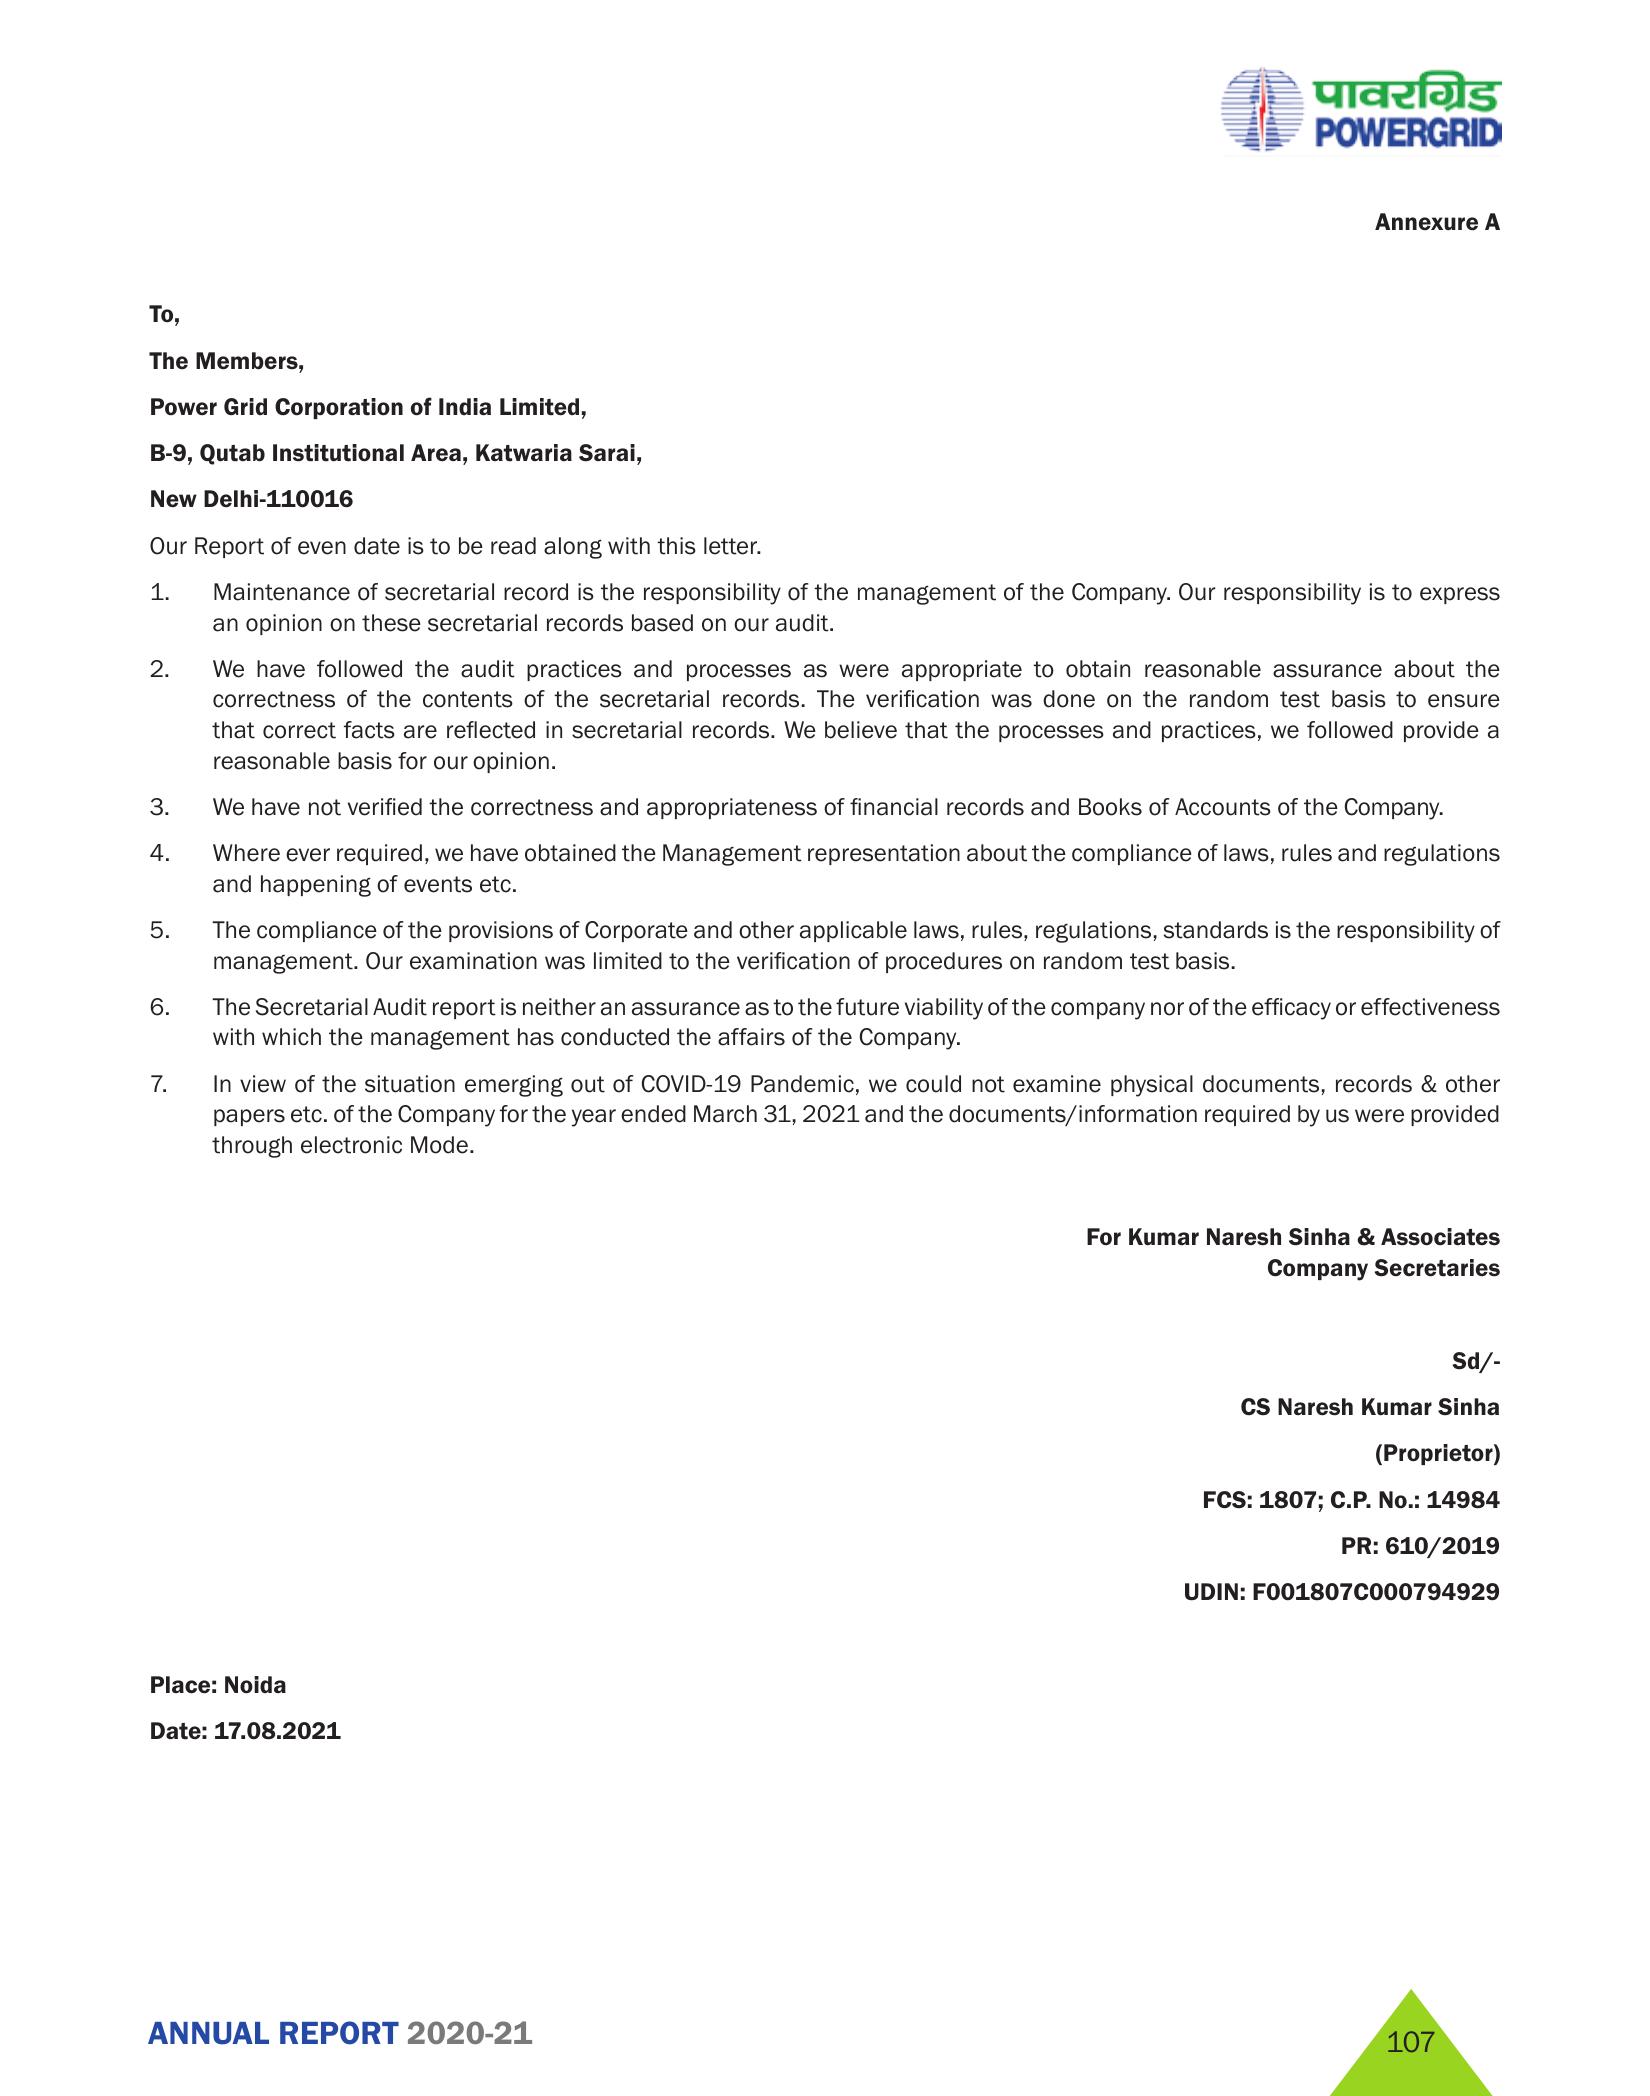 पावरग्रिड
POWERGRID
Annexure A
To,
The Members,
Power Grid Corporation of India Limited,
B-9, Qutab Institutional Area, Katwaria Sarai,
New Delhi-110016
Our Report of even date is to be read along with this letter.
1. Maintenance of secretarial record is the responsibility of the management of the Company. Our responsibility is to express
an opinion on these secretarial records based on our audit.
2. We have followed the audit practices and processes as were appropriate to obtain reasonable assurance about the
correctness of the contents of the secretarial records. The verification was done on the random test basis to ensure
that correct facts are reflected in secretarial records. We believe that the processes and practices, we followed provide a
reasonable basis for our opinion.
3. We have not verified the correctness and appropriateness of financial records and Books of Accounts of the Company.
4. Where ever required, we have obtained the Management representation about the compliance of laws, rules and regulations
and happening of events etc.
5. The compliance of the provisions of Corporate and other applicable laws, rules, regulations, standards is the responsibility of
management. Our examination was limited to the verification of procedures on random test basis.
6. The Secretarial Audit report is neither an assurance as to the future viability of the company nor of the efficacy or effectiveness
with which the management has conducted the affairs of the Company.
7. In view of the situation emerging out of COVID-19 Pandemic, we could not examine physical documents, records & other
papers etc. of the Company for the year ended March 31, 2021 and the documents/information required by us were provided
through electronic Mode.
For Kumar Naresh Sinha & Associates
Company Secretaries
Sd/-
CS Naresh Kumar Sinha
(Proprietor)
FCS: 1807; C.P. No.: 14984
PR: 610/2019
UDIN: F001807C000794929
Place: Noida
Date: 17.08.2021
ANNUAL REPORT 2020-21
107